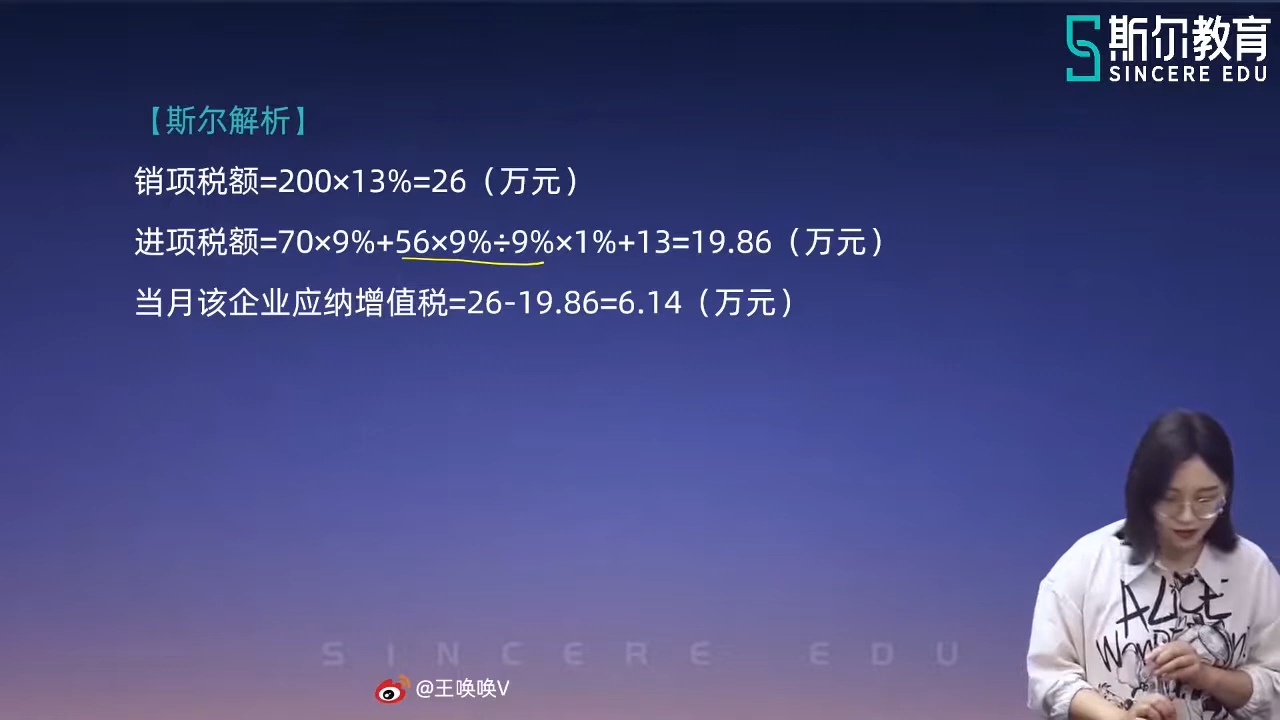 斯尔教育
SINCERE EDU
【斯尔解析】
销项税额=200×13%=26（万元）
进项税额=70×9%+56×9%÷9%×1%+13=19.86（万元）
当月该企业应纳增值税=26-19.86=6.14（万元）
ALICE
SINCERE EDU
@王唤唤V